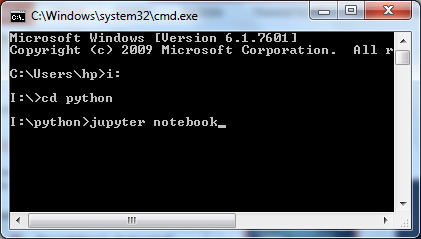 C:\Windows\system32\cmd.exe
Microsoft Windows [Version 6.1.7601]
Copyright (c) 2009 Microsoft Corporation.  All r
C:\Users\hp>i:
I:\>cd python
I:\python>jupyter notebook_